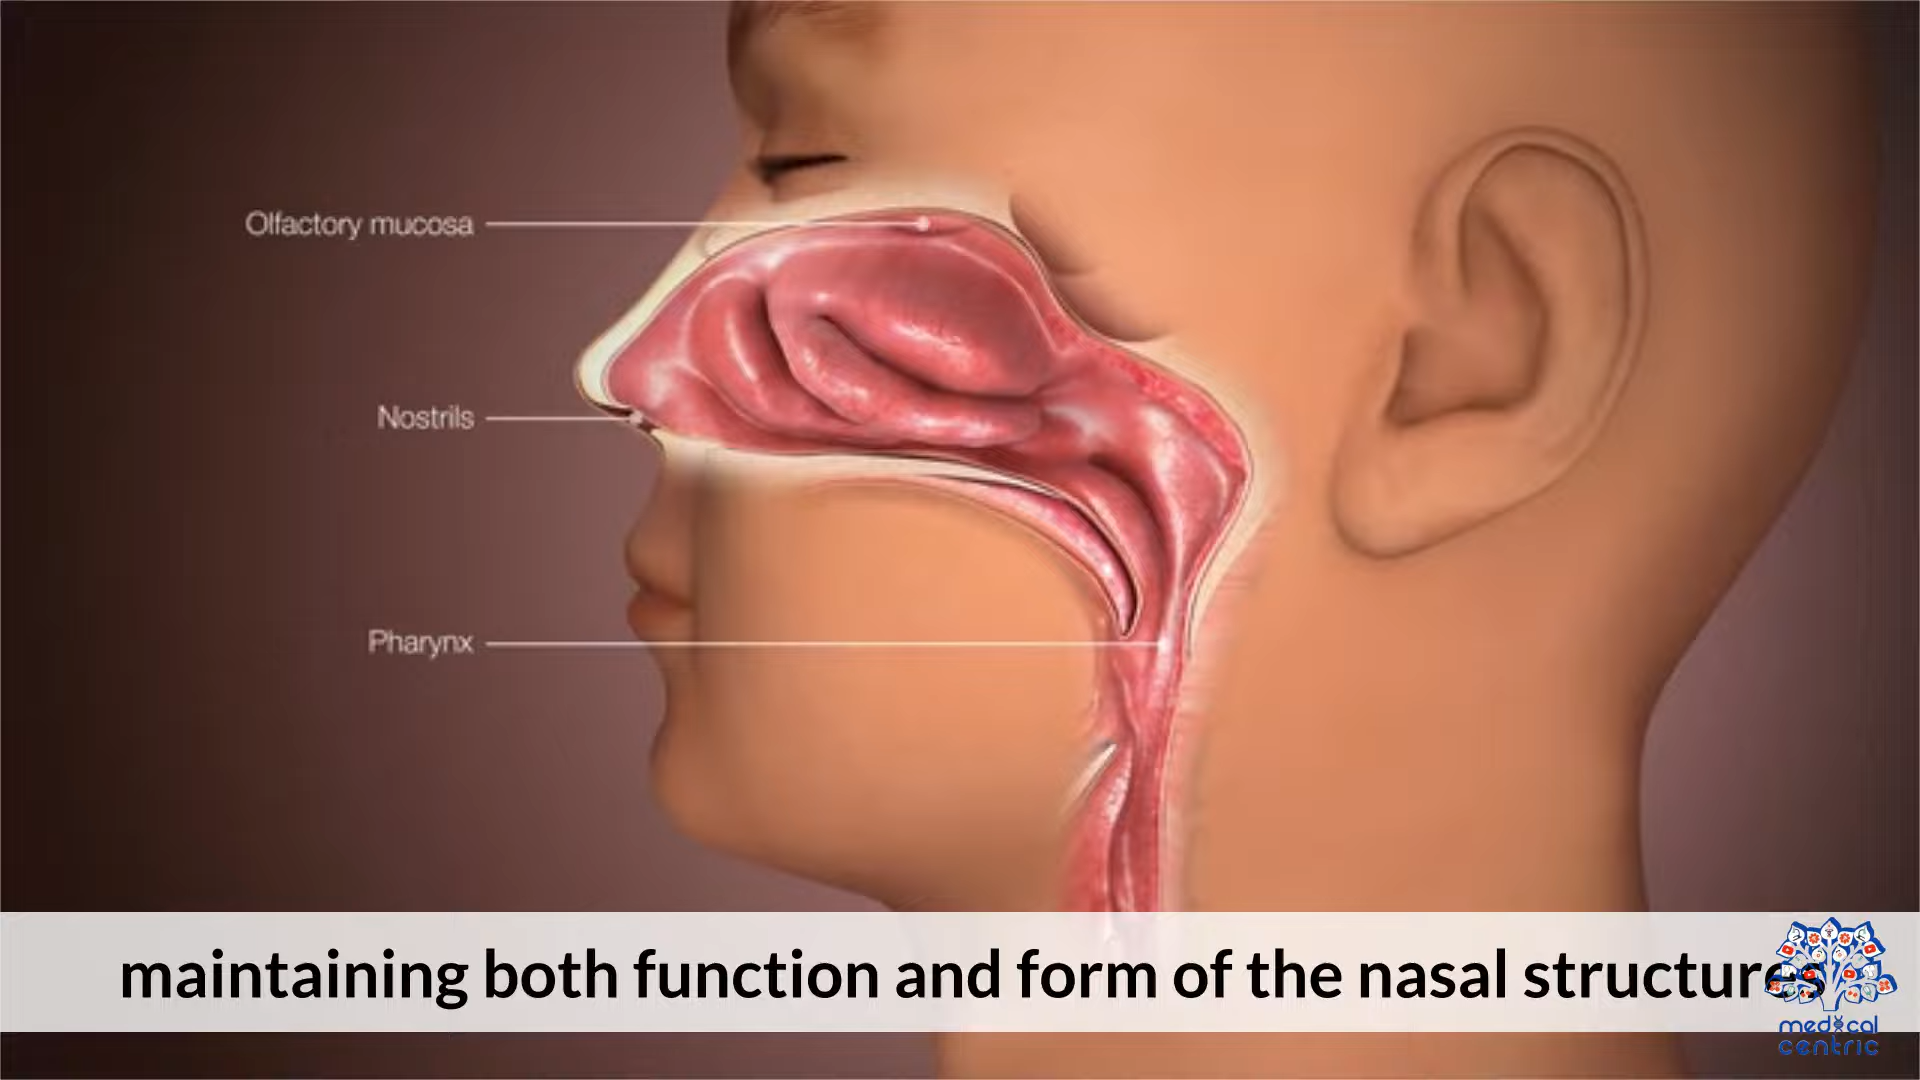 Olfactory mucosa
Nostrils
Pharynx
maintaining both function and form of the nasal structures
medical
centric